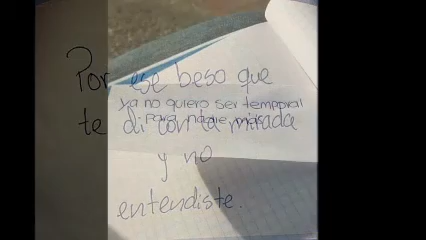 Por ese beso que
ya no quiero ser temporal
para nadie más
te di con la mirada
y no
entendiste.